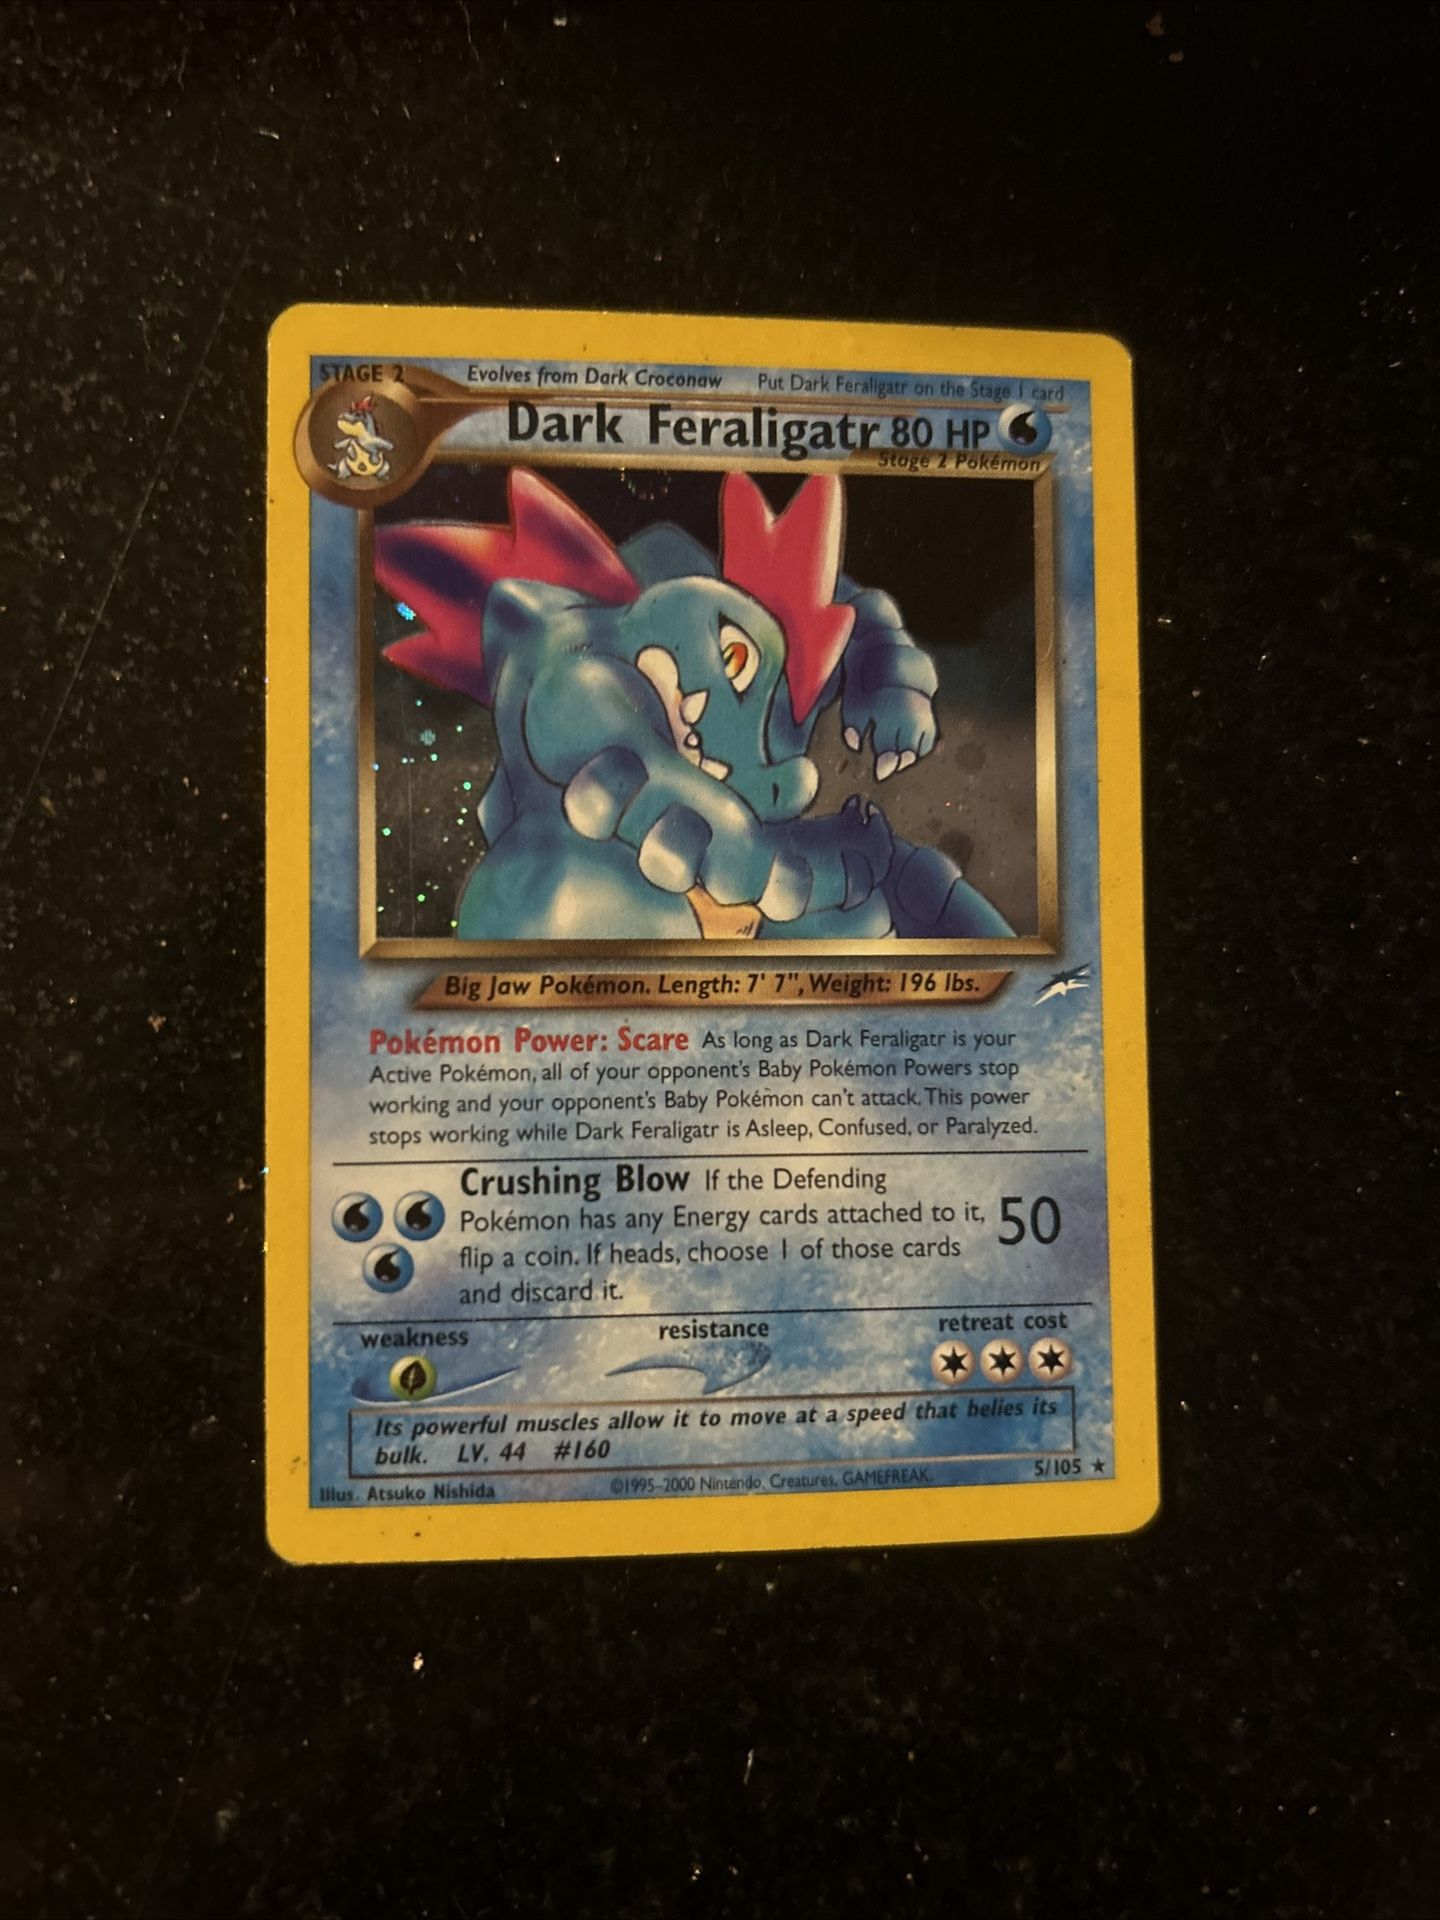 STAGE 2 Evolves from Dark Croconaw Put Dark Feraligatr on the Stage 1 card
Dark Feraligatr 80 HP
Stage 2 Pokémon
Big Jaw Pokémon. Length: 7' 7", Weight: 196 lbs.
Pokémon Power: Scare As long as Dark Feraligatr is your
Active Pokémon, all of your opponent's Baby Pokémon Powers stop
working and your opponent's Baby Pokémon can't attack. This power
stops working while Dark Feraligatr is Asleep, Confused, or Paralyzed.
Crushing Blow If the Defending
Pokémon has any Energy cards attached to it, 50
flip a coin. If heads, choose 1 of those cards
and discard it.
weakness resistance retreat cost
Its powerful muscles allow it to move at a speed that belies its
bulk. LV. 44 #160
5/105 ★
Illus. Atsuko Nishida ©1995–2000 Nintendo, Creatures, GAMEFREAK.